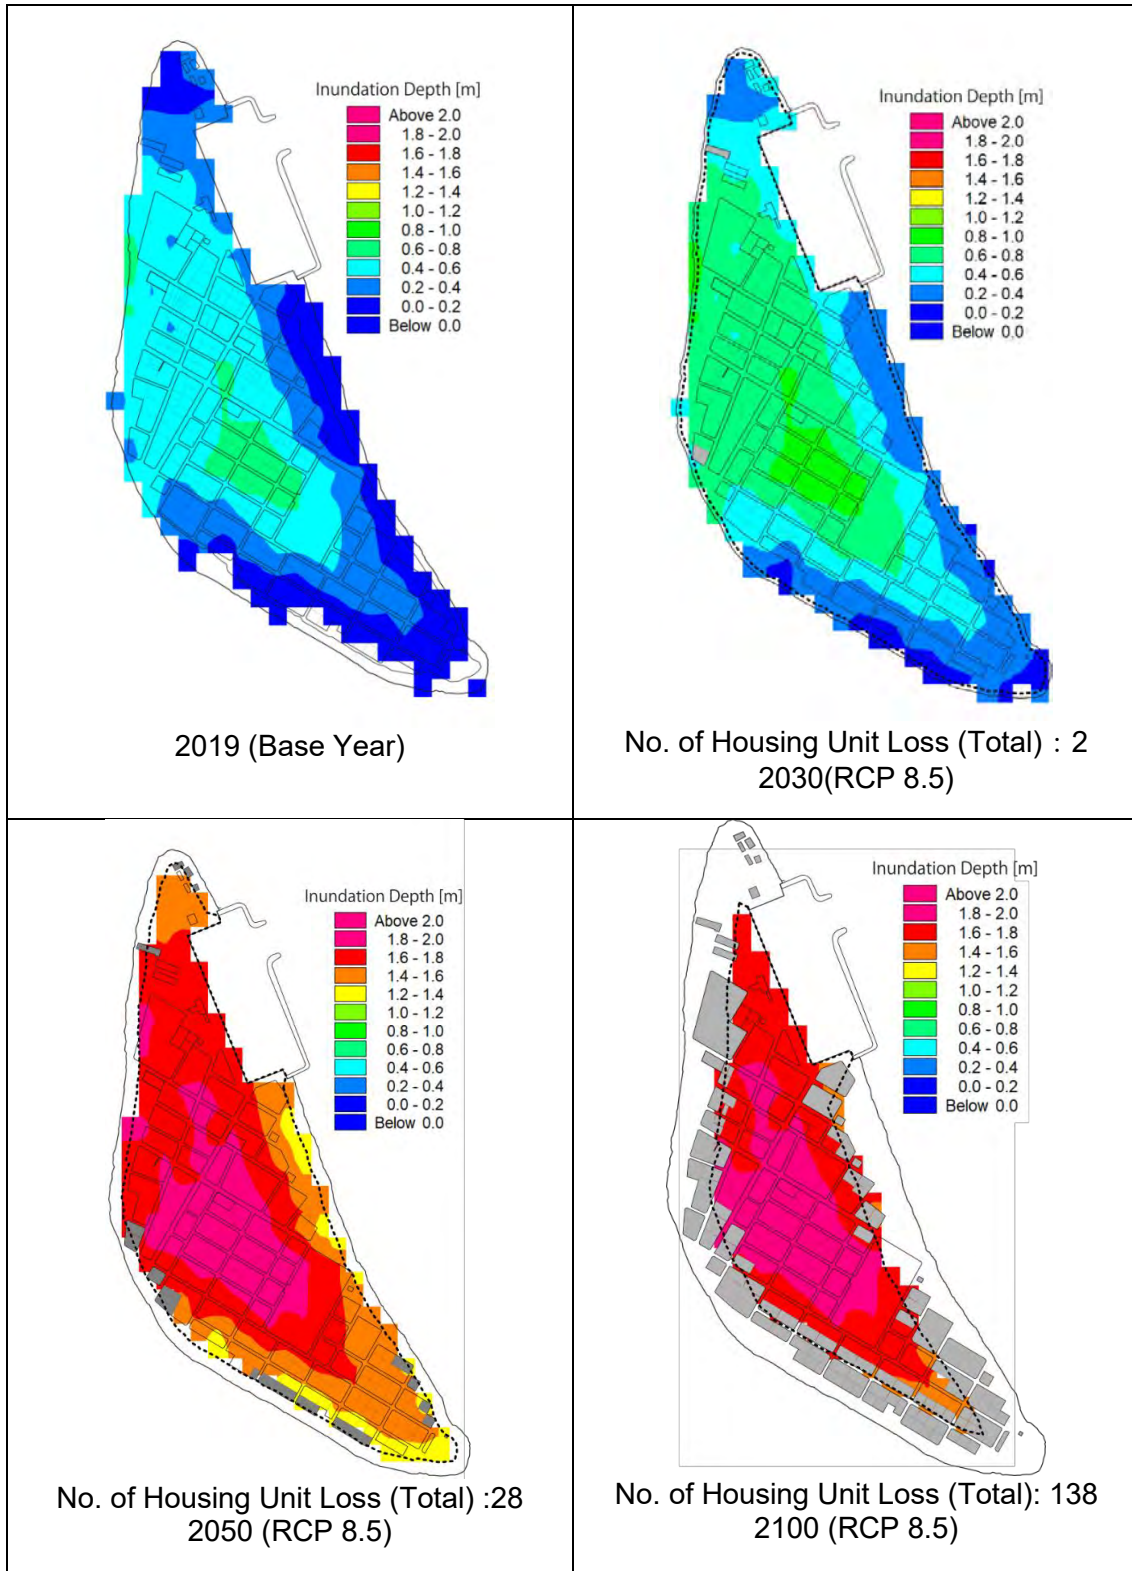 Inundation Depth [m]
Above 2.0
1.8 - 2.0
1.6 - 1.8
1.4 - 1.6
1.2 - 1.4
1.0 - 1.2
0.8 - 1.0
0.6 - 0.8
0.4 - 0.6
0.2 - 0.4
0.0 - 0.2
Below 0.0
2019 (Base Year)
Inundation Depth [m]
Above 2.0
1.8 - 2.0
1.6 - 1.8
1.4 - 1.6
1.2 - 1.4
1.0 - 1.2
0.8 - 1.0
0.6 - 0.8
0.4 - 0.6
0.2 - 0.4
0.0 - 0.2
Below 0.0
No. of Housing Unit Loss (Total) : 2
2030(RCP 8.5)
Inundation Depth [m]
Above 2.0
1.8 - 2.0
1.6 - 1.8
1.4 - 1.6
1.2 - 1.4
1.0 - 1.2
0.8 - 1.0
0.6 - 0.8
0.4 - 0.6
0.2 - 0.4
0.0 - 0.2
Below 0.0
No. of Housing Unit Loss (Total) :28
2050 (RCP 8.5)
Inundation Depth [m]
Above 2.0
1.8 - 2.0
1.6 - 1.8
1.4 - 1.6
1.2 - 1.4
1.0 - 1.2
0.8 - 1.0
0.6 - 0.8
0.4 - 0.6
0.2 - 0.4
0.0 - 0.2
Below 0.0
No. of Housing Unit Loss (Total): 138
2100 (RCP 8.5)